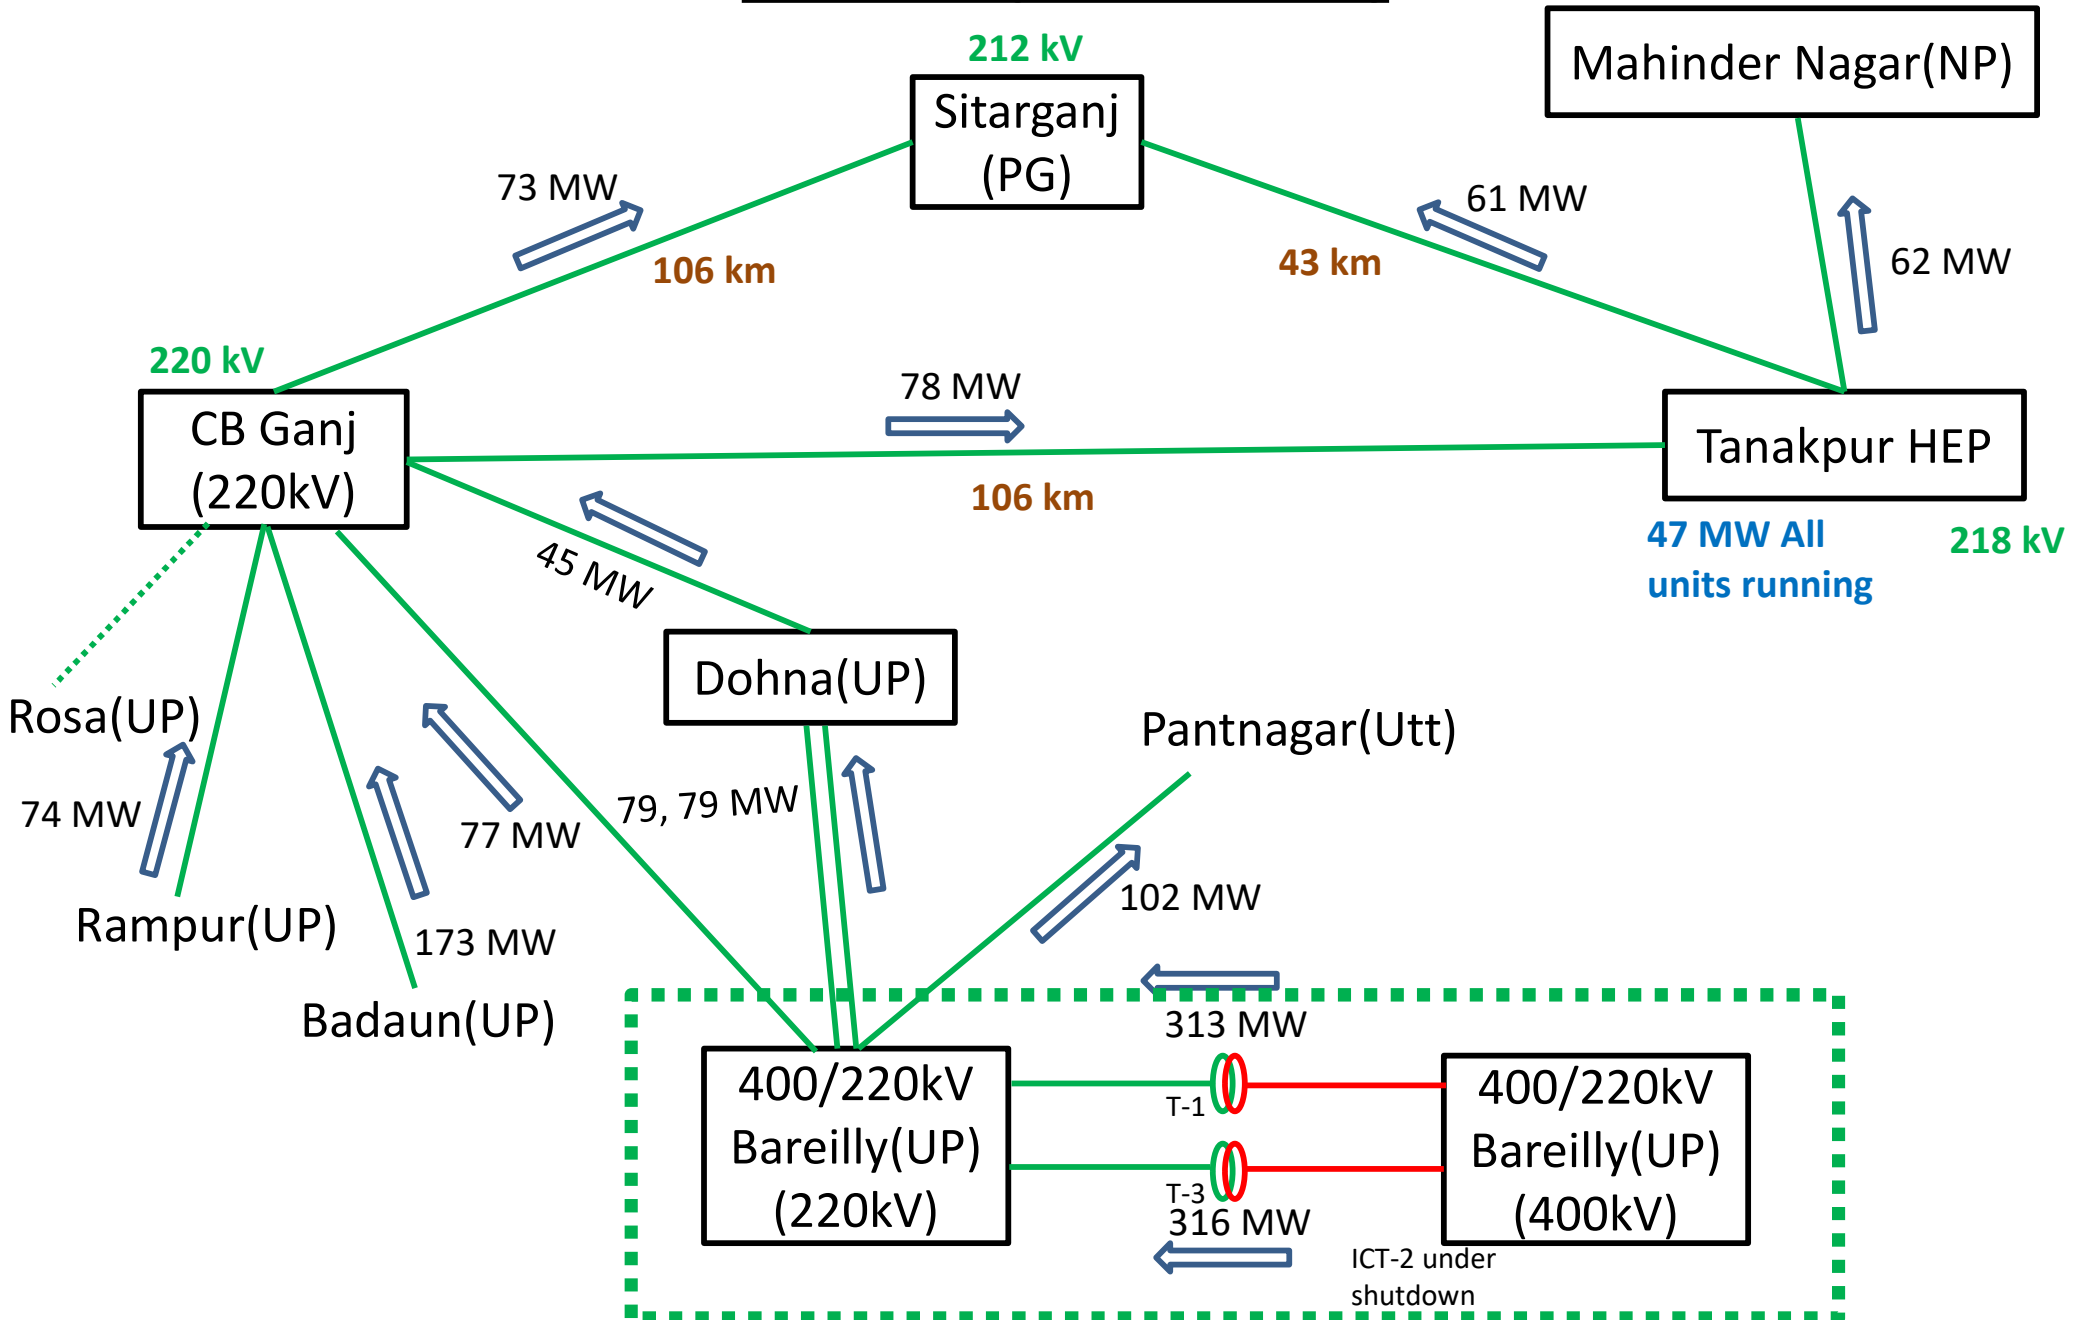 212 kV
Mahinder Nagar(NP)
Sitarganj
(PG)
73 MW
61 MW
106 km
43 km
62 MW
220 kV
78 MW
CB Ganj
(220kV)
Tanakpur HEP
106 km
47 MW All
units running
218 kV
45 MW
Dohna(UP)
Rosa(UP)
Pantnagar(Utt)
74 MW
77 MW
79, 79 MW
102 MW
Rampur(UP)
173 MW
Badaun(UP)
313 MW
400/220kV
Bareilly(UP)
(220kV)
T-1
T-3
316 MW
400/220kV
Bareilly(UP)
(400kV)
ICT-2 under
shutdown